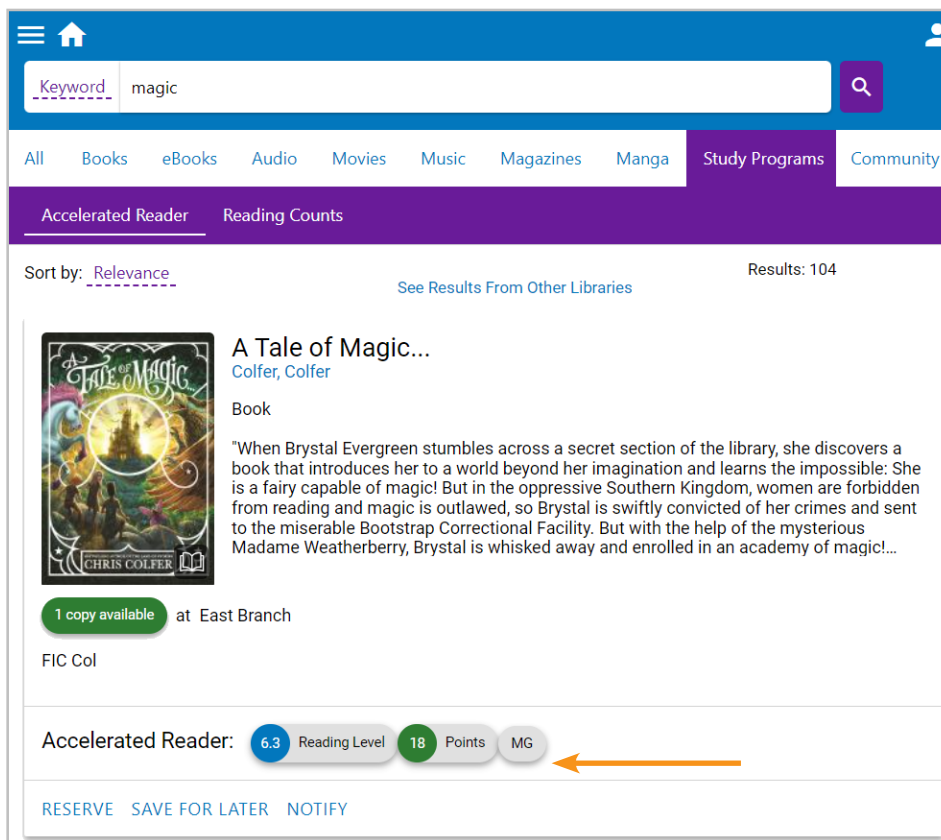 Keyword magic
All Books eBooks Audio Movies Music Magazines Manga Study Programs Community
Accelerated Reader Reading Counts
Sort by: Relevance
See Results From Other Libraries
Results: 104
A TALE OF MAGIC...
CHRIS COLFER
A Tale of Magic...
Colfer, Colfer
Book
"When Brystal Evergreen stumbles across a secret section of the library, she discovers a
book that introduces her to a world beyond her imagination and learns the impossible: She
is a fairy capable of magic! But in the oppressive Southern Kingdom, women are forbidden
from reading and magic is outlawed, so Brystal is swiftly convicted of her crimes and sent
to the miserable Bootstrap Correctional Facility. But with the help of the mysterious
Madame Weatherberry, Brystal is whisked away and enrolled in an academy of magic!...
1 copy available at East Branch
FIC Col
Accelerated Reader: 6.3 Reading Level 18 Points MG
RESERVE SAVE FOR LATER NOTIFY